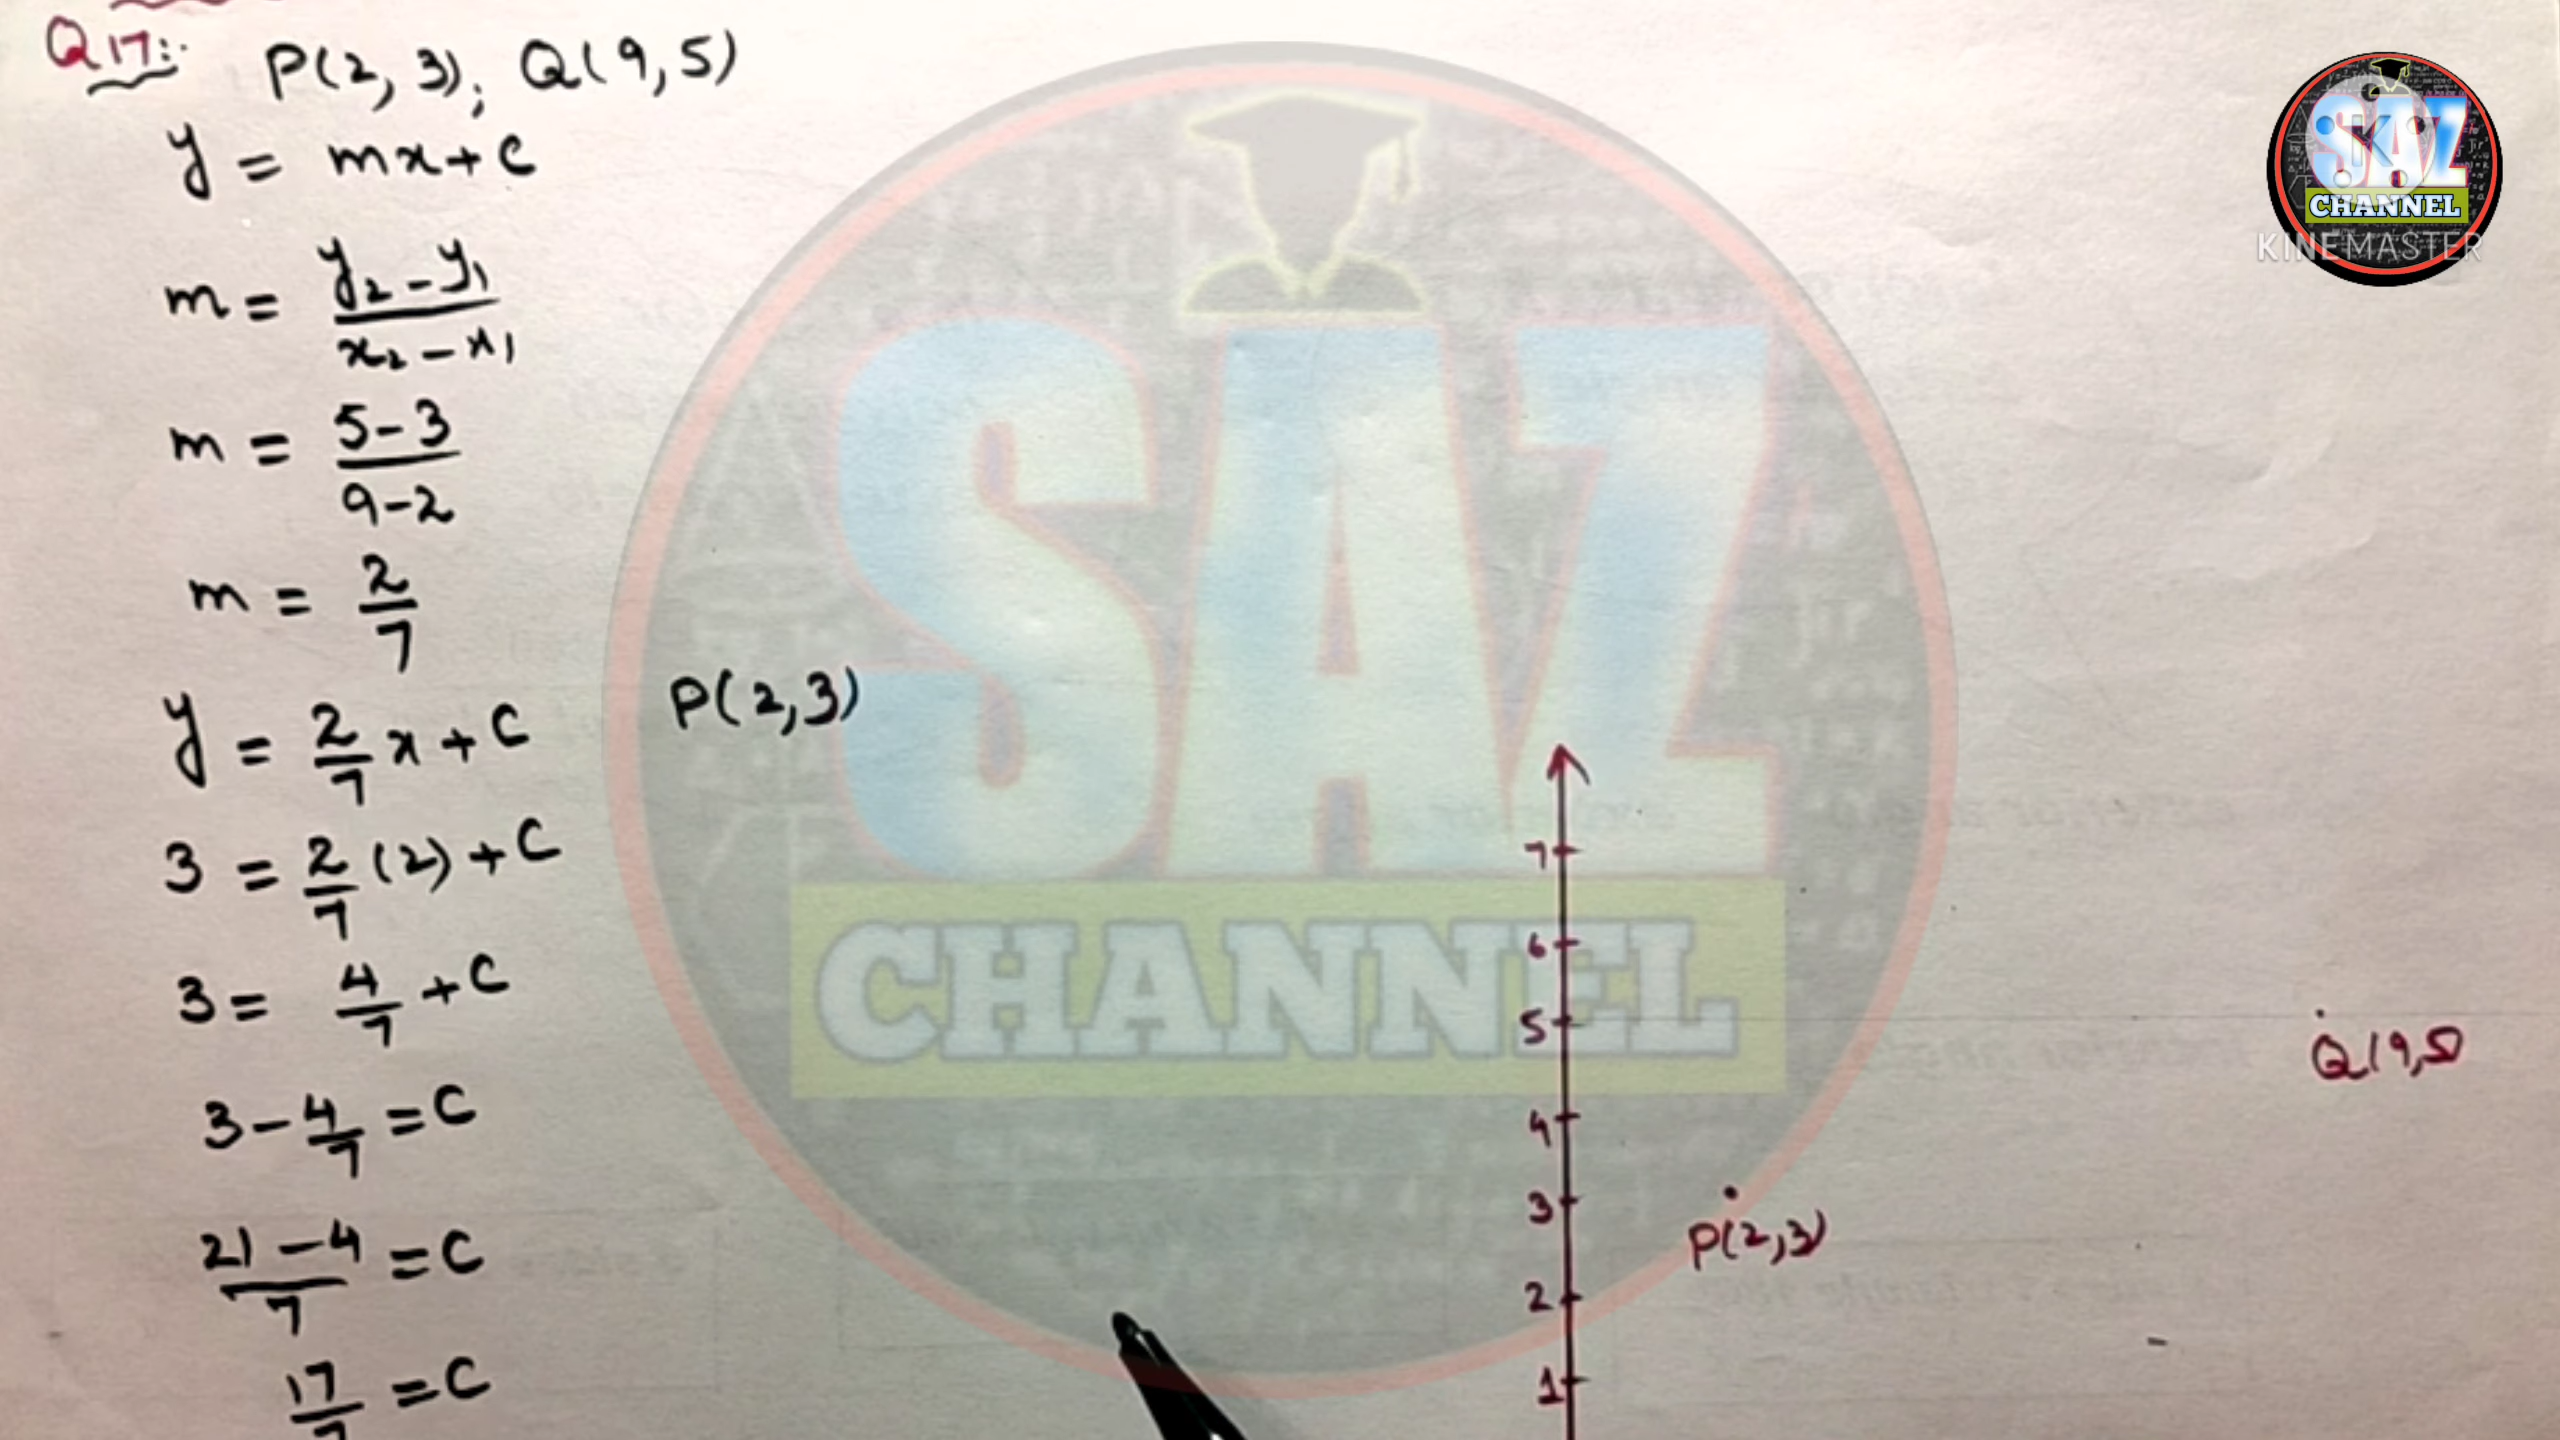 Q17:- P(2,3); Q(9,5)
y = mx+c
m = y₂-y₁/x₂-x₁
m = 5-3/9-2
m = 2/7
y = 2/7 x + c
P(2,3)
3 = 2/7 (2) + c
3 = 4/7 + c
3 - 4/7 = c
21-4/7 = c
17/7 = c
7
6
5
4
3
2
1
Q(9,5)
P(2,3)
SAZ
CHANNEL
SAZ
CHANNEL
KINEMASTER